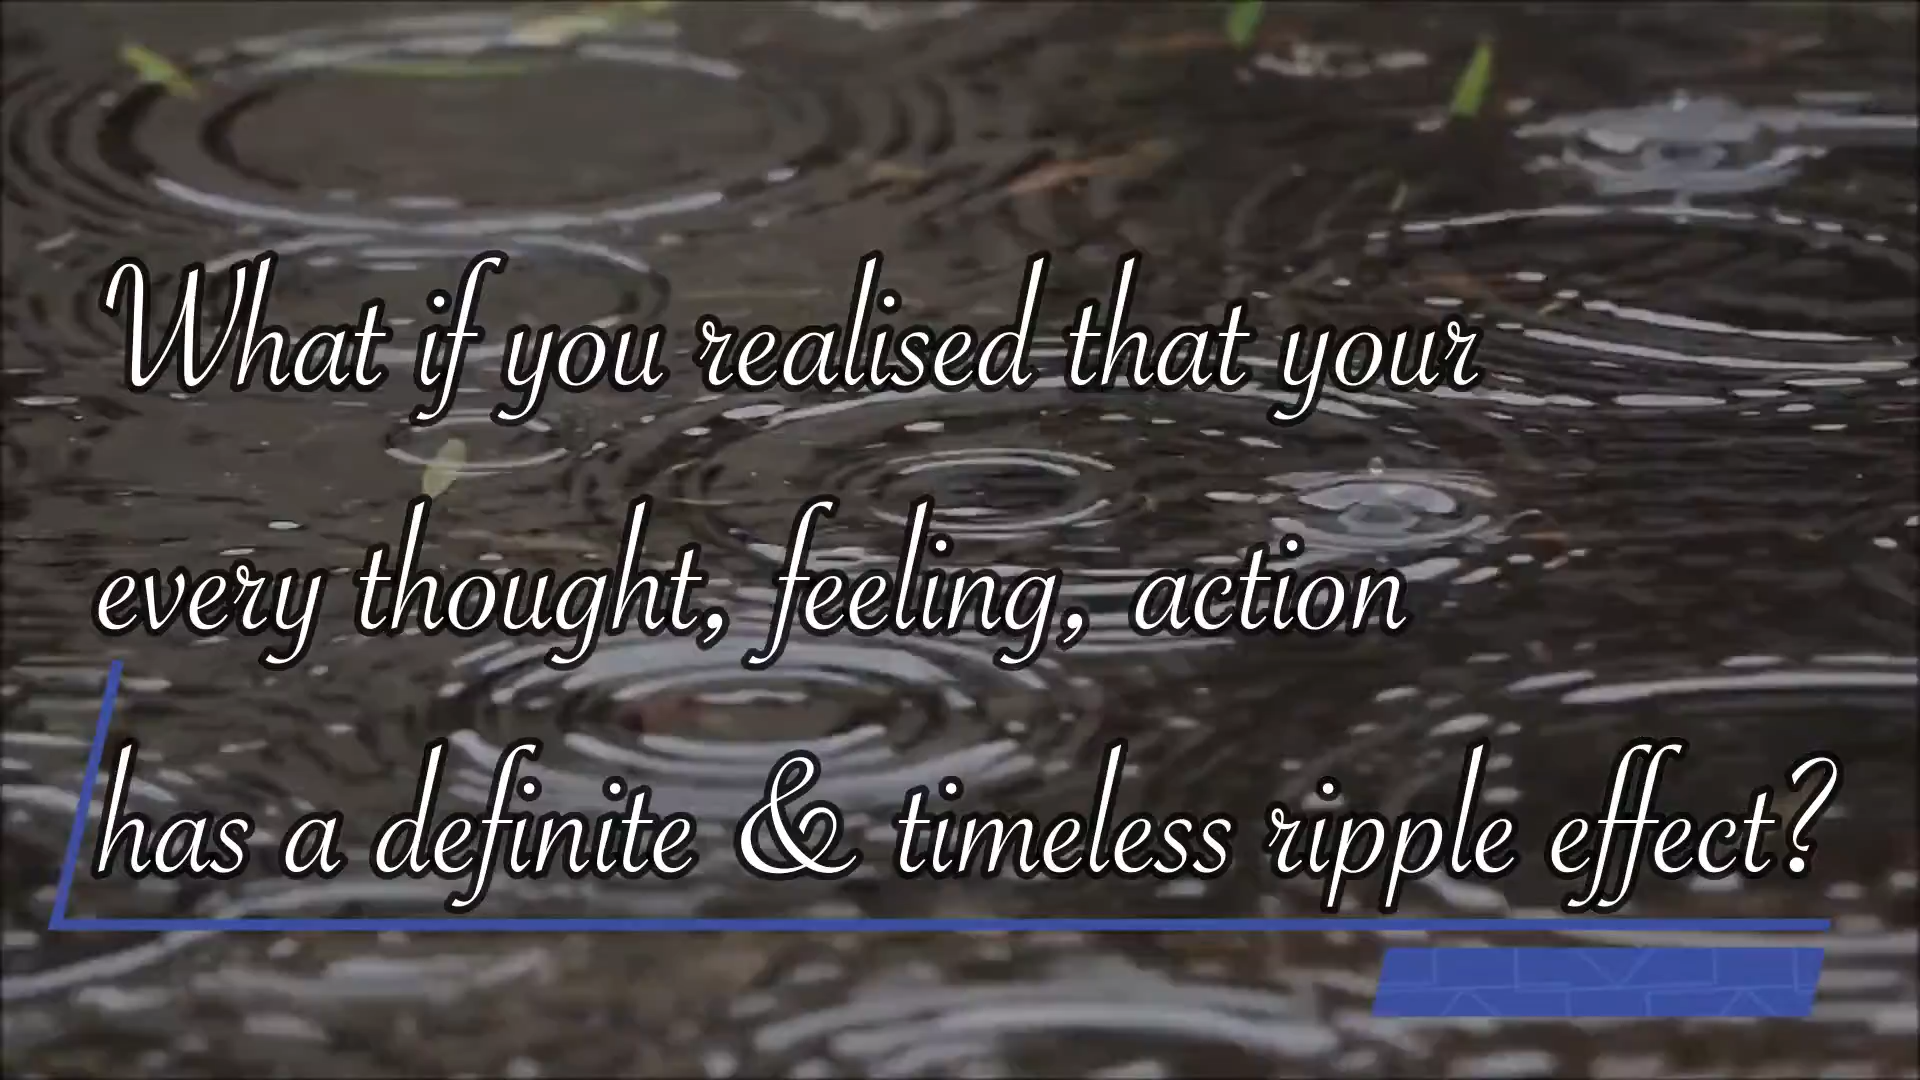 What if you realised that your
every thought, feeling, action
has a definite & timeless ripple effect?